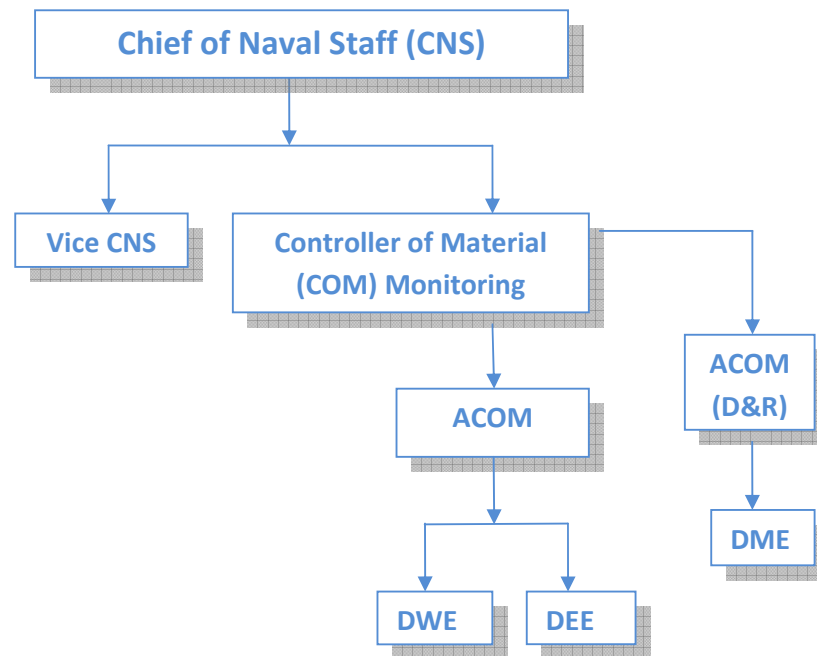 Chief of Naval Staff (CNS)
Vice CNS
Controller of Material
(COM) Monitoring
ACOM
(D&R)
ACOM
DME
DWE
DEE